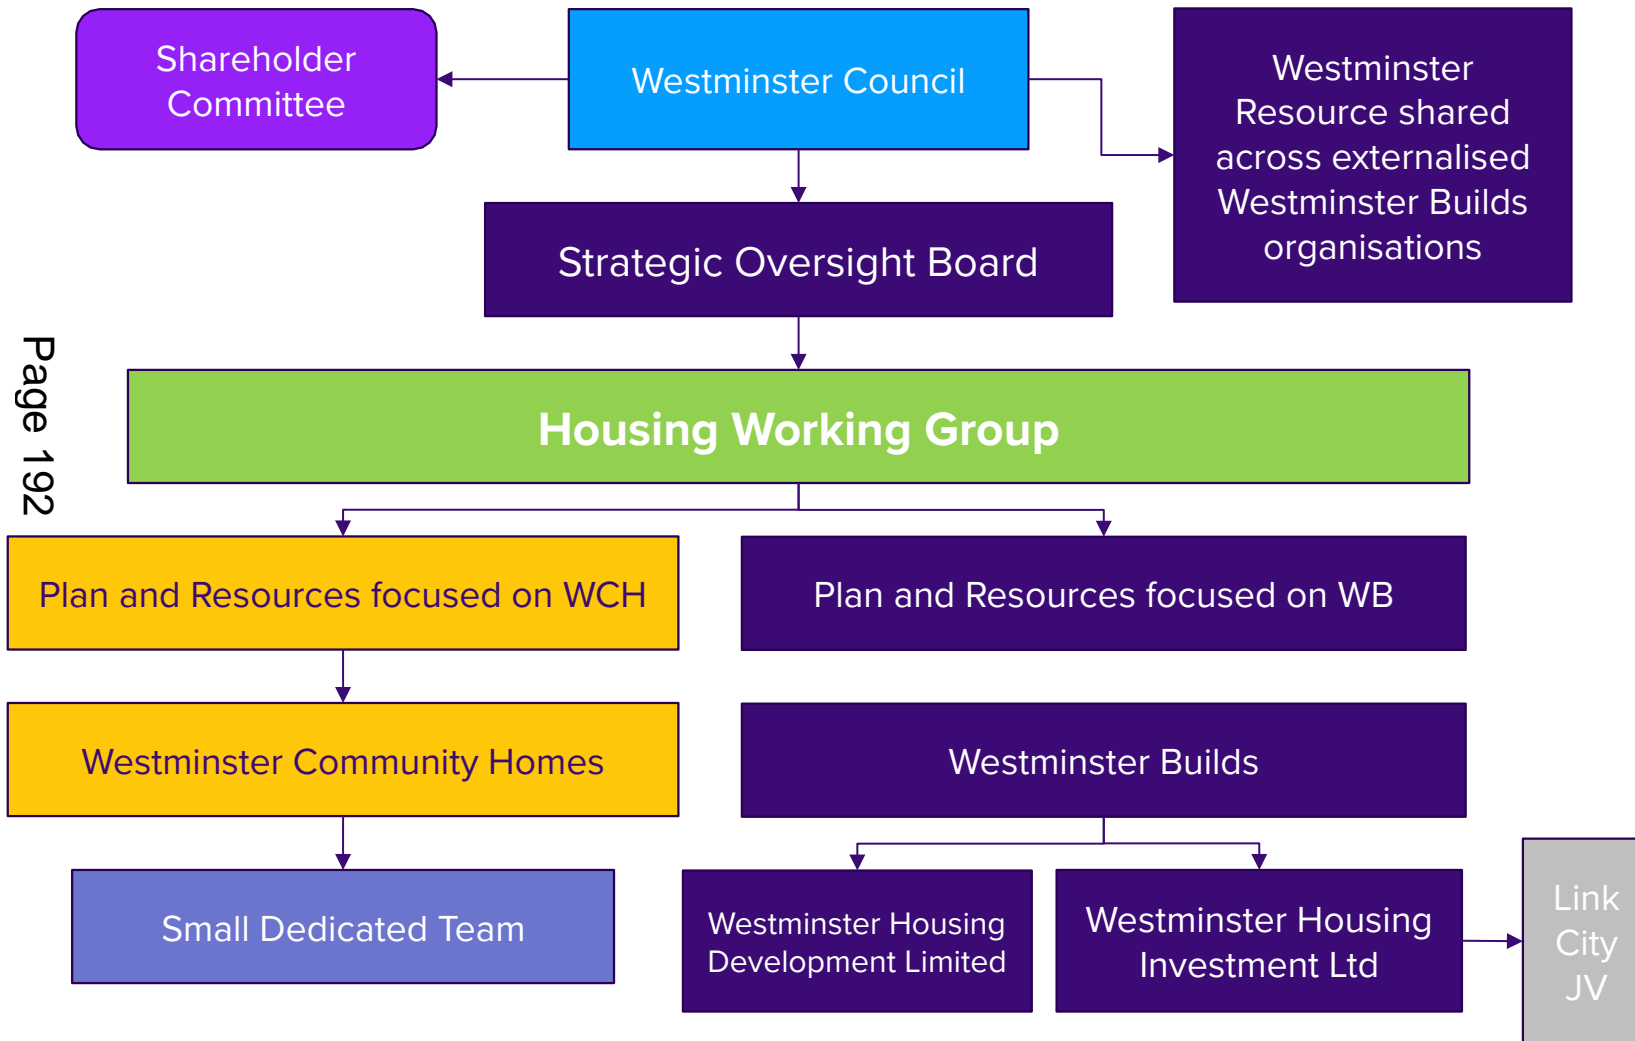 Shareholder
Committee
Westminster Council
Westminster
Resource shared
across externalised
Westminster Builds
organisations
Strategic Oversight Board
Page 192
Housing Working Group
Plan and Resources focused on WCH
Plan and Resources focused on WB
Westminster Community Homes
Westminster Builds
Small Dedicated Team
Westminster Housing
Development Limited
Westminster Housing
Investment Ltd
Link
City
JV